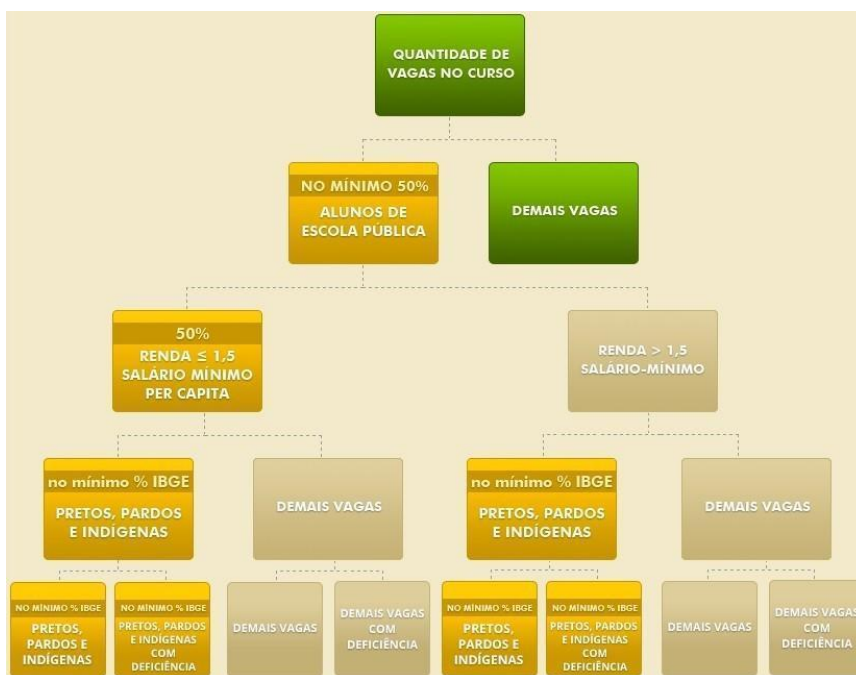 QUANTIDADE DE
VAGAS NO CURSO
NO MÍNIMO 50%
ALUNOS DE
ESCOLA PÚBLICA
DEMAIS VAGAS
50%
RENDA ≤ 1,5
SALÁRIO MÍNIMO
PER CAPITA
RENDA > 1,5
SALÁRIO-MÍNIMO
no mínimo % IBGE
PRETOS, PARDOS
E INDÍGENAS
DEMAIS VAGAS
no mínimo % IBGE
PRETOS, PARDOS
E INDÍGENAS
DEMAIS VAGAS
NO MÍNIMO % IBGE
PRETOS,
PARDOS E
INDÍGENAS
NO MÍNIMO % IBGE
PRETOS, PARDOS
E INDÍGENAS
COM
DEFICIÊNCIA
DEMAIS VAGAS
DEMAIS VAGAS
COM
DEFICIÊNCIA
NO MÍNIMO % IBGE
PRETOS,
PARDOS E
INDÍGENAS
NO MÍNIMO % IBGE
PRETOS, PARDOS
E INDÍGENAS
COM
DEFICIÊNCIA
DEMAIS VAGAS
DEMAIS VAGAS
COM
DEFICIÊNCIA